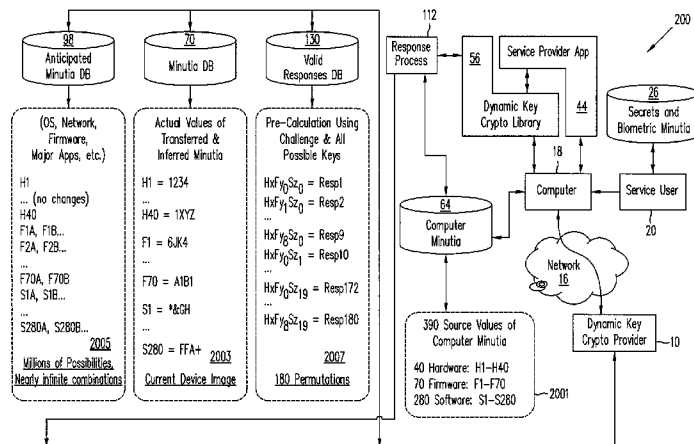 98
Anticipated
Minutia DB
70
Minutia DB
130
Valid
Responses DB
(OS, Network,
Firmware,
Major Apps, etc.)
H1
... (no changes)
H40
F1A, F1B...
F2A, F2B...
...
F70A, F70B
S1A, S1B...
...
S280A, S280B...
2005
Millions of Possibilities,
Nearly infinite combinations
Actual Values of
Transferred &
Inferred Minutia
H1 = 1234
...
H40 = 1XYZ
F1 = 6JK4
...
F70 = A1B1
S1 = *&GH
...
S280 = FFA+
2003
Current Device Image
Pre-Calculation Using
Challenge & All
Possible Keys
HxFy0Sz0 = Resp1
HxFy1Sz0 = Resp2
...
HxFy8Sz0 = Resp9
HxFy0Sz1 = Resp10
...
HxFy0Sz19 = Resp172
...
HxFy8Sz19 = Resp180
2007
180 Permutations
112
Response
Process
56
Dynamic Key
Crypto Library
Service Provider App
44
200
26
Secrets and
Biometric Minutia
18
Computer
Service User
20
64
Computer
Minutia
Network
16
Dynamic Key
Crypto Provider
10
390 Source Values of
Computer Minutia
40 Hardware: H1-H40
70 Firmware: F1-F70
280 Software: S1-S280
2001